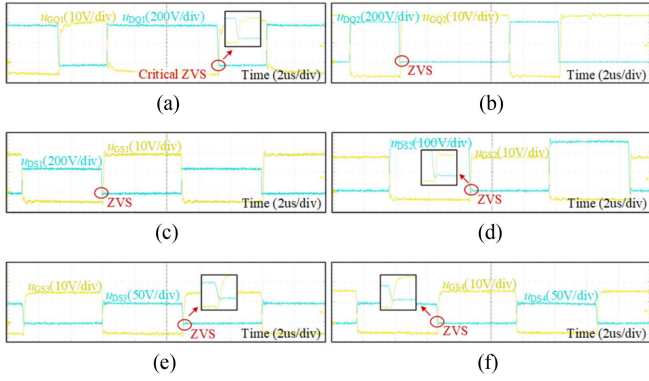 uGQ1(10V/div) uDQ1(200V/div)
Critical ZVS Time (2us/div)
(a)
uDQ2(200V/div) uGQ2(10V/div)
ZVS Time (2us/div)
(b)
uDS1(200V/div) uGS1(10V/div)
ZVS Time (2us/div)
(c)
uDS2(100V/div) uGS2(10V/div)
ZVS Time (2us/div)
(d)
uGS3(10V/div) uDS3(50V/div)
ZVS Time (2us/div)
(e)
uGS4(10V/div) uDS4(50V/div)
ZVS Time (2us/div)
(f)